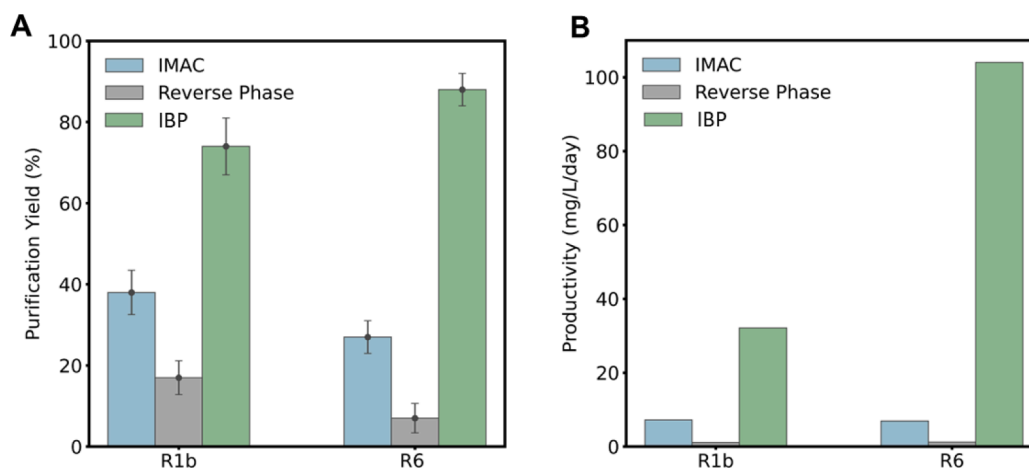 A
Purification Yield (%)
100
80
60
40
20
0
IMAC
Reverse Phase
IBP
R1b
R6
B
Productivity (mg/L/day)
100
80
60
40
20
0
IMAC
Reverse Phase
IBP
R1b
R6